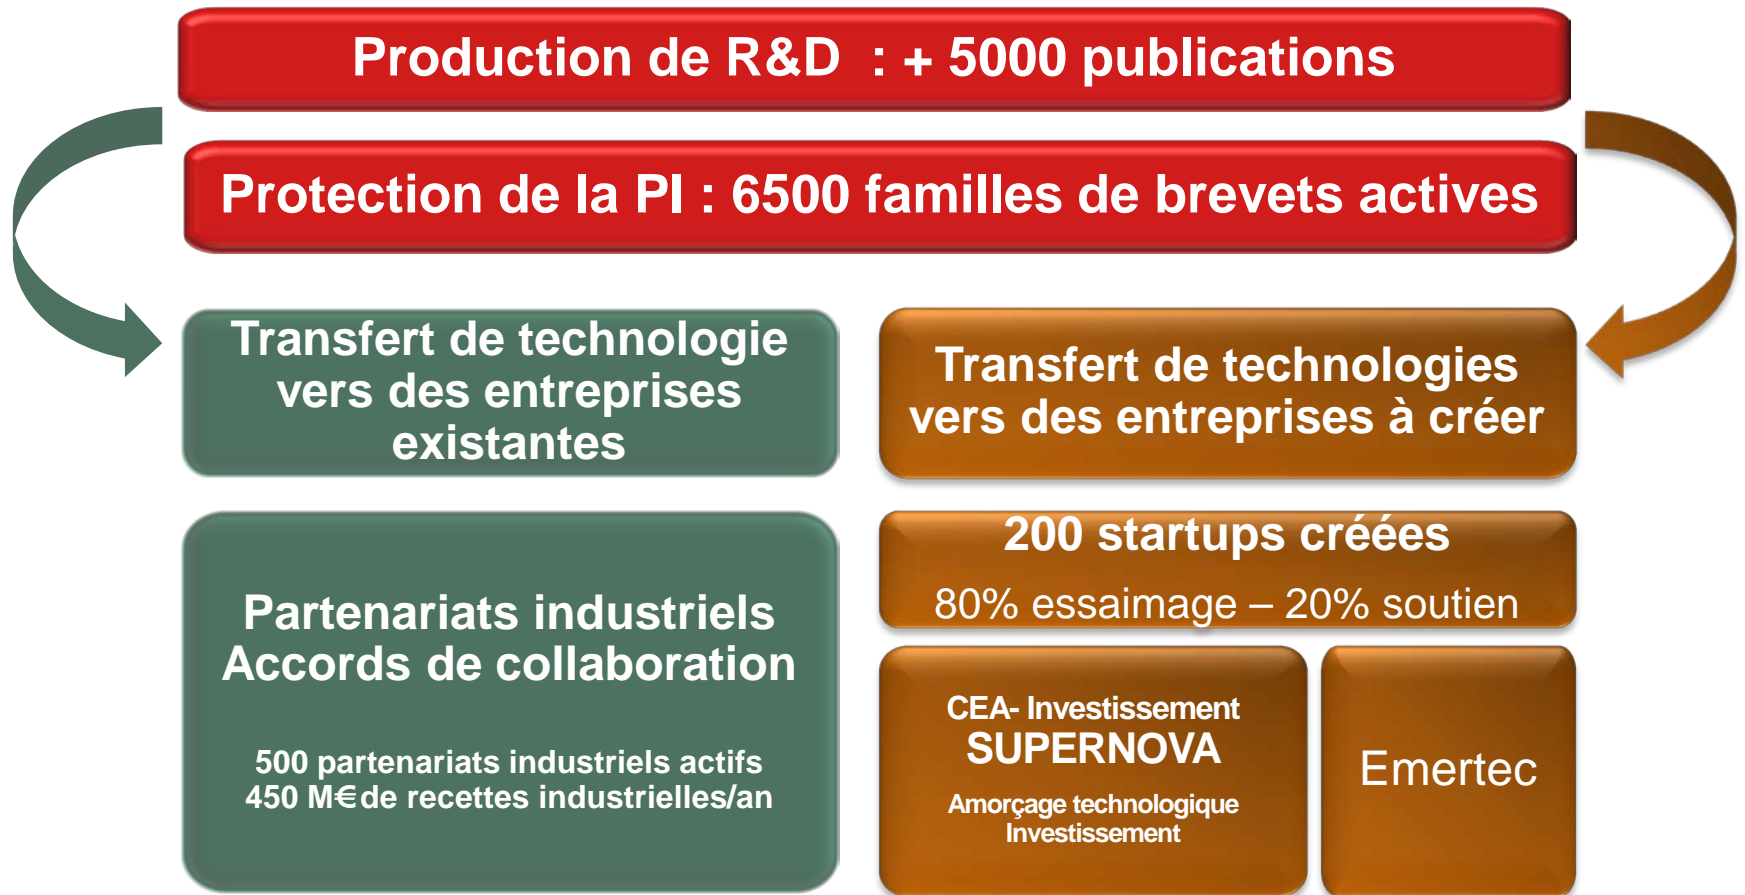 Production de R&D : + 5000 publications
Protection de la PI : 6500 familles de brevets actives
Transfert de technologie
vers des entreprises
existantes
Transfert de technologies
vers des entreprises à créer
Partenariats industriels
Accords de collaboration
500 partenariats industriels actifs
450 M€ de recettes industrielles/an
200 startups créées
80% essaimage – 20% soutien
CEA- Investissement
SUPERNOVA
Amorçage technologique
Investissement
Emertec